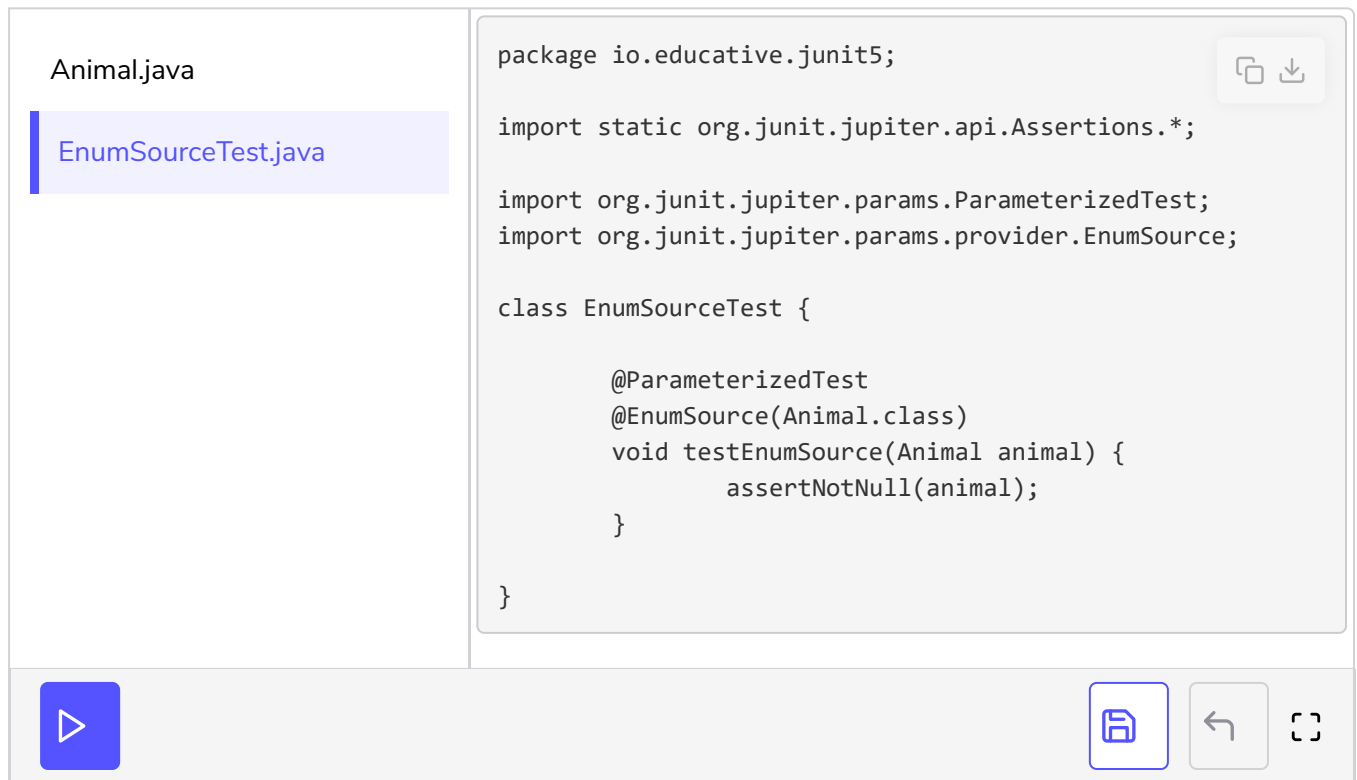 Animal.java
EnumSourceTest.java
package io.educative.junit5;
import static org.junit.jupiter.api.Assertions.*;
import org.junit.jupiter.params.ParameterizedTest;
import org.junit.jupiter.params.provider.EnumSource;
class EnumSourceTest {
@ParameterizedTest
@EnumSource(Animal.class)
void testEnumSource(Animal animal) {
assertNotNull(animal);
}
}